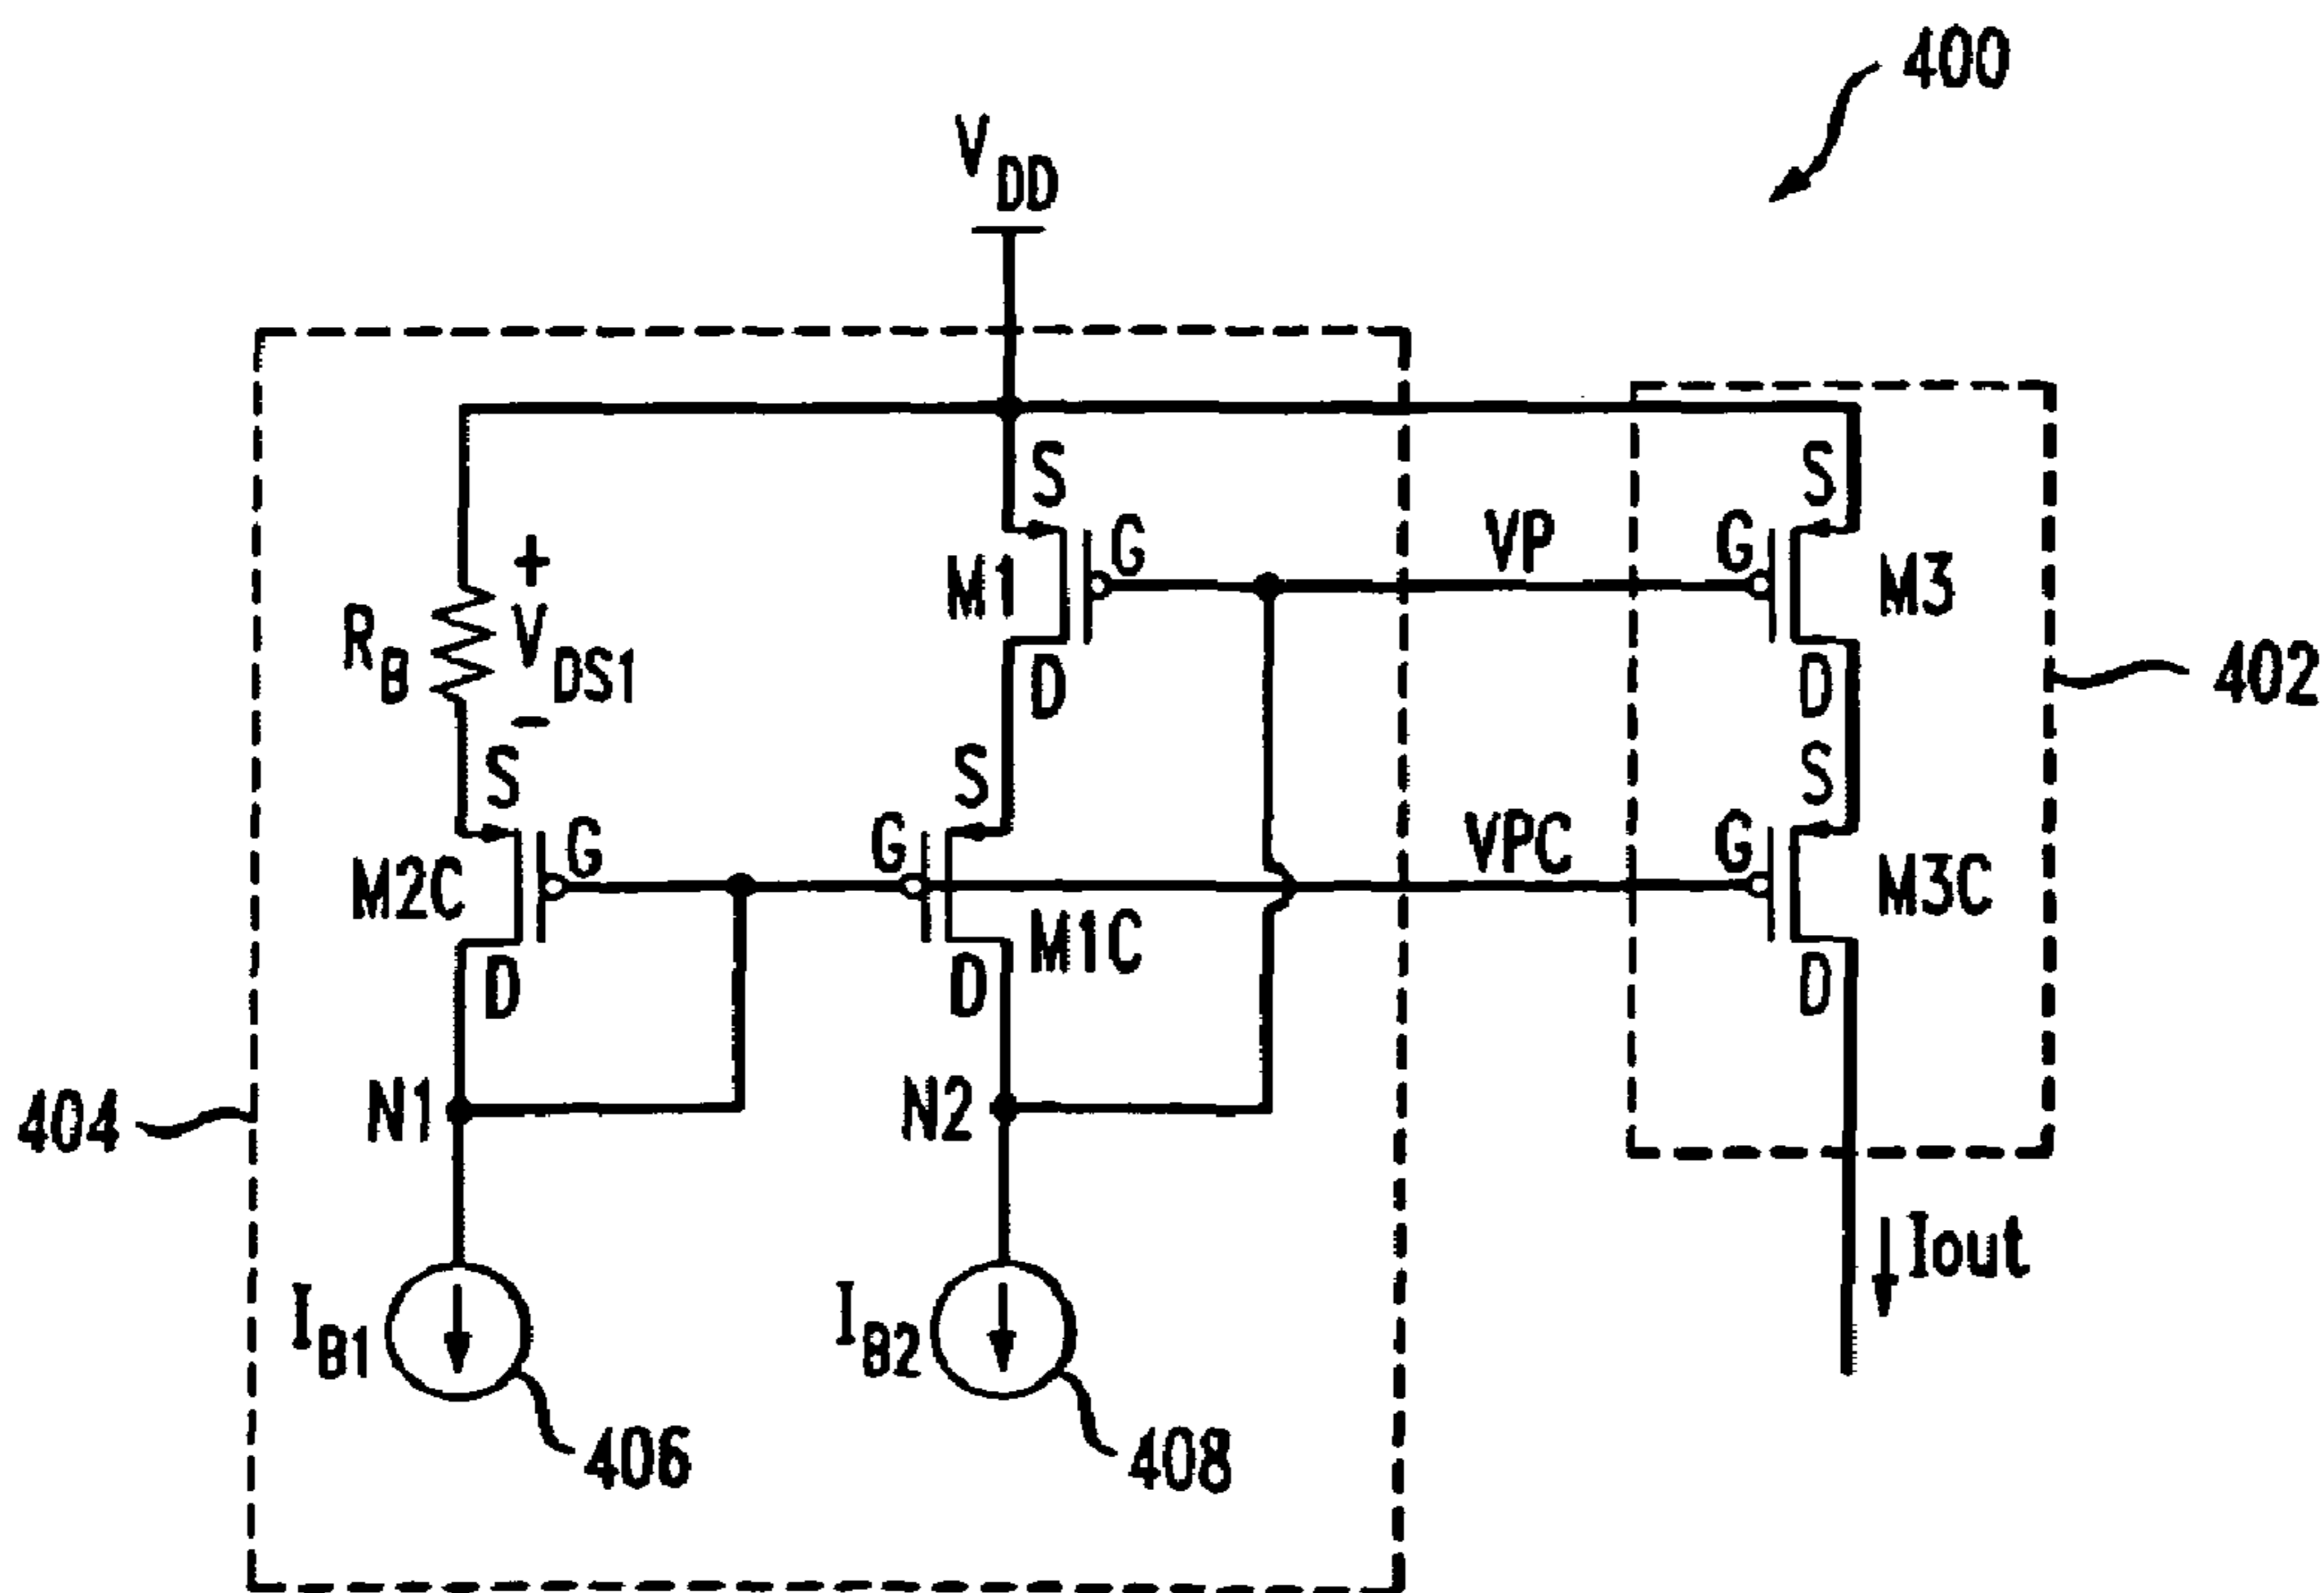 400
VDD
S
S
G
VP
G
+
M1
M3
RB
VDS1
D
D
402
−
S
S
S
G
G
VPC
G
M2C
M3C
M1C
D
D
D
404
N1
N2
Iout
IB1
IB2
406
408